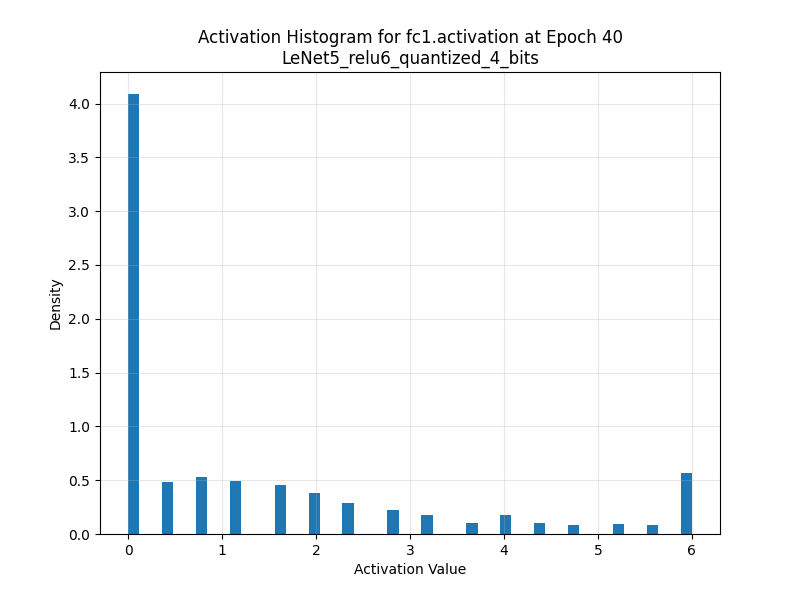 Activation Histogram for fc1.activation at Epoch 40
LeNet5_relu6_quantized_4_bits
4.0
3.5
3.0
2.5
2.0
1.5
1.0
0.5
0.0
Density
0 1 2 3 4 5 6
Activation Value